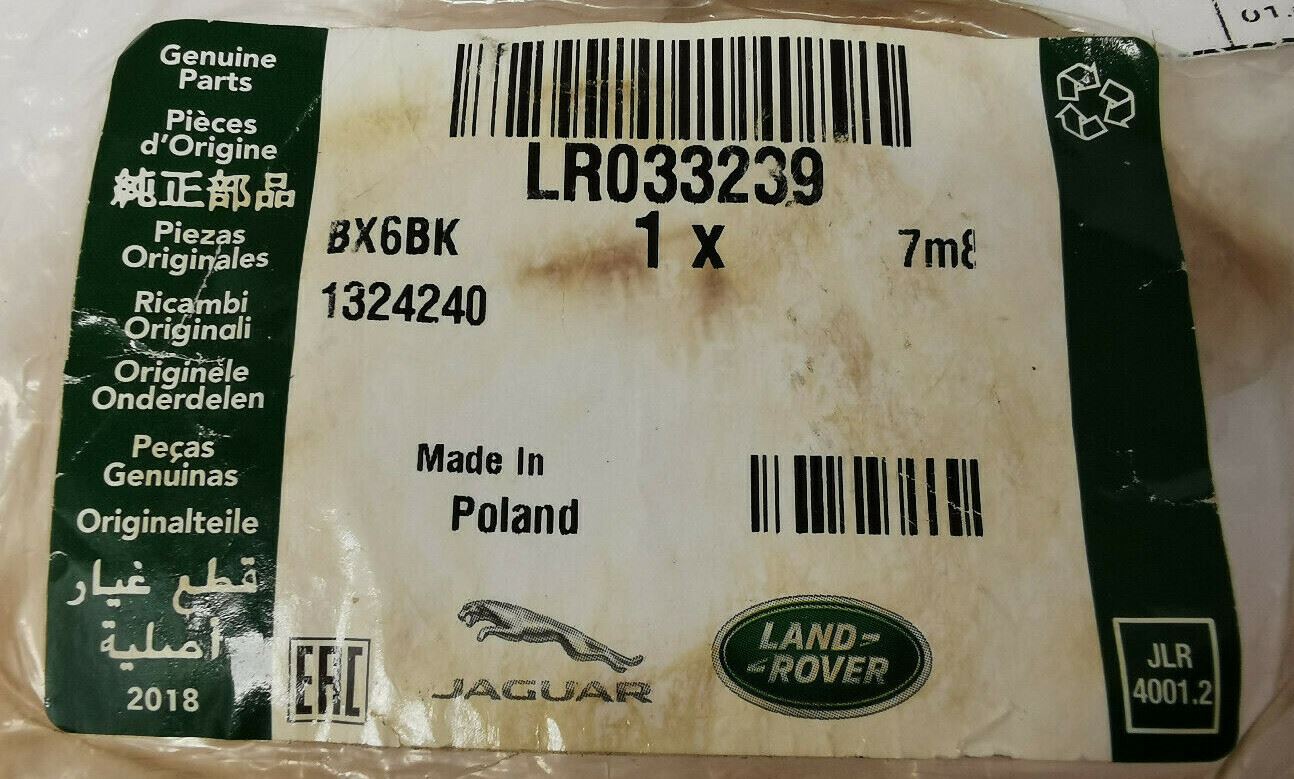 Genuine
Parts
Pièces
d'Origine
純正部品
Piezas
Originales
Ricambi
Originali
Originele
Onderdelen
Peças
Genuinas
Originalteile
قطع غيار
أصلية
2018
LR033239
BX6BK
1 x
1324240
Made In
Poland
EAC
JAGUAR
LAND
ROVER
JLR
4001.2